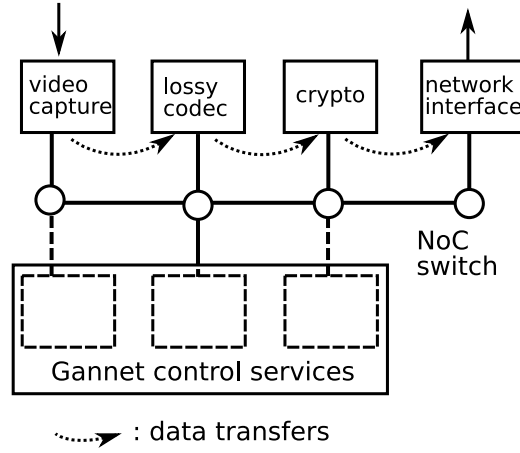 video
capture
lossy
codec
crypto
network
interface
NoC
switch
Gannet control services
: data transfers